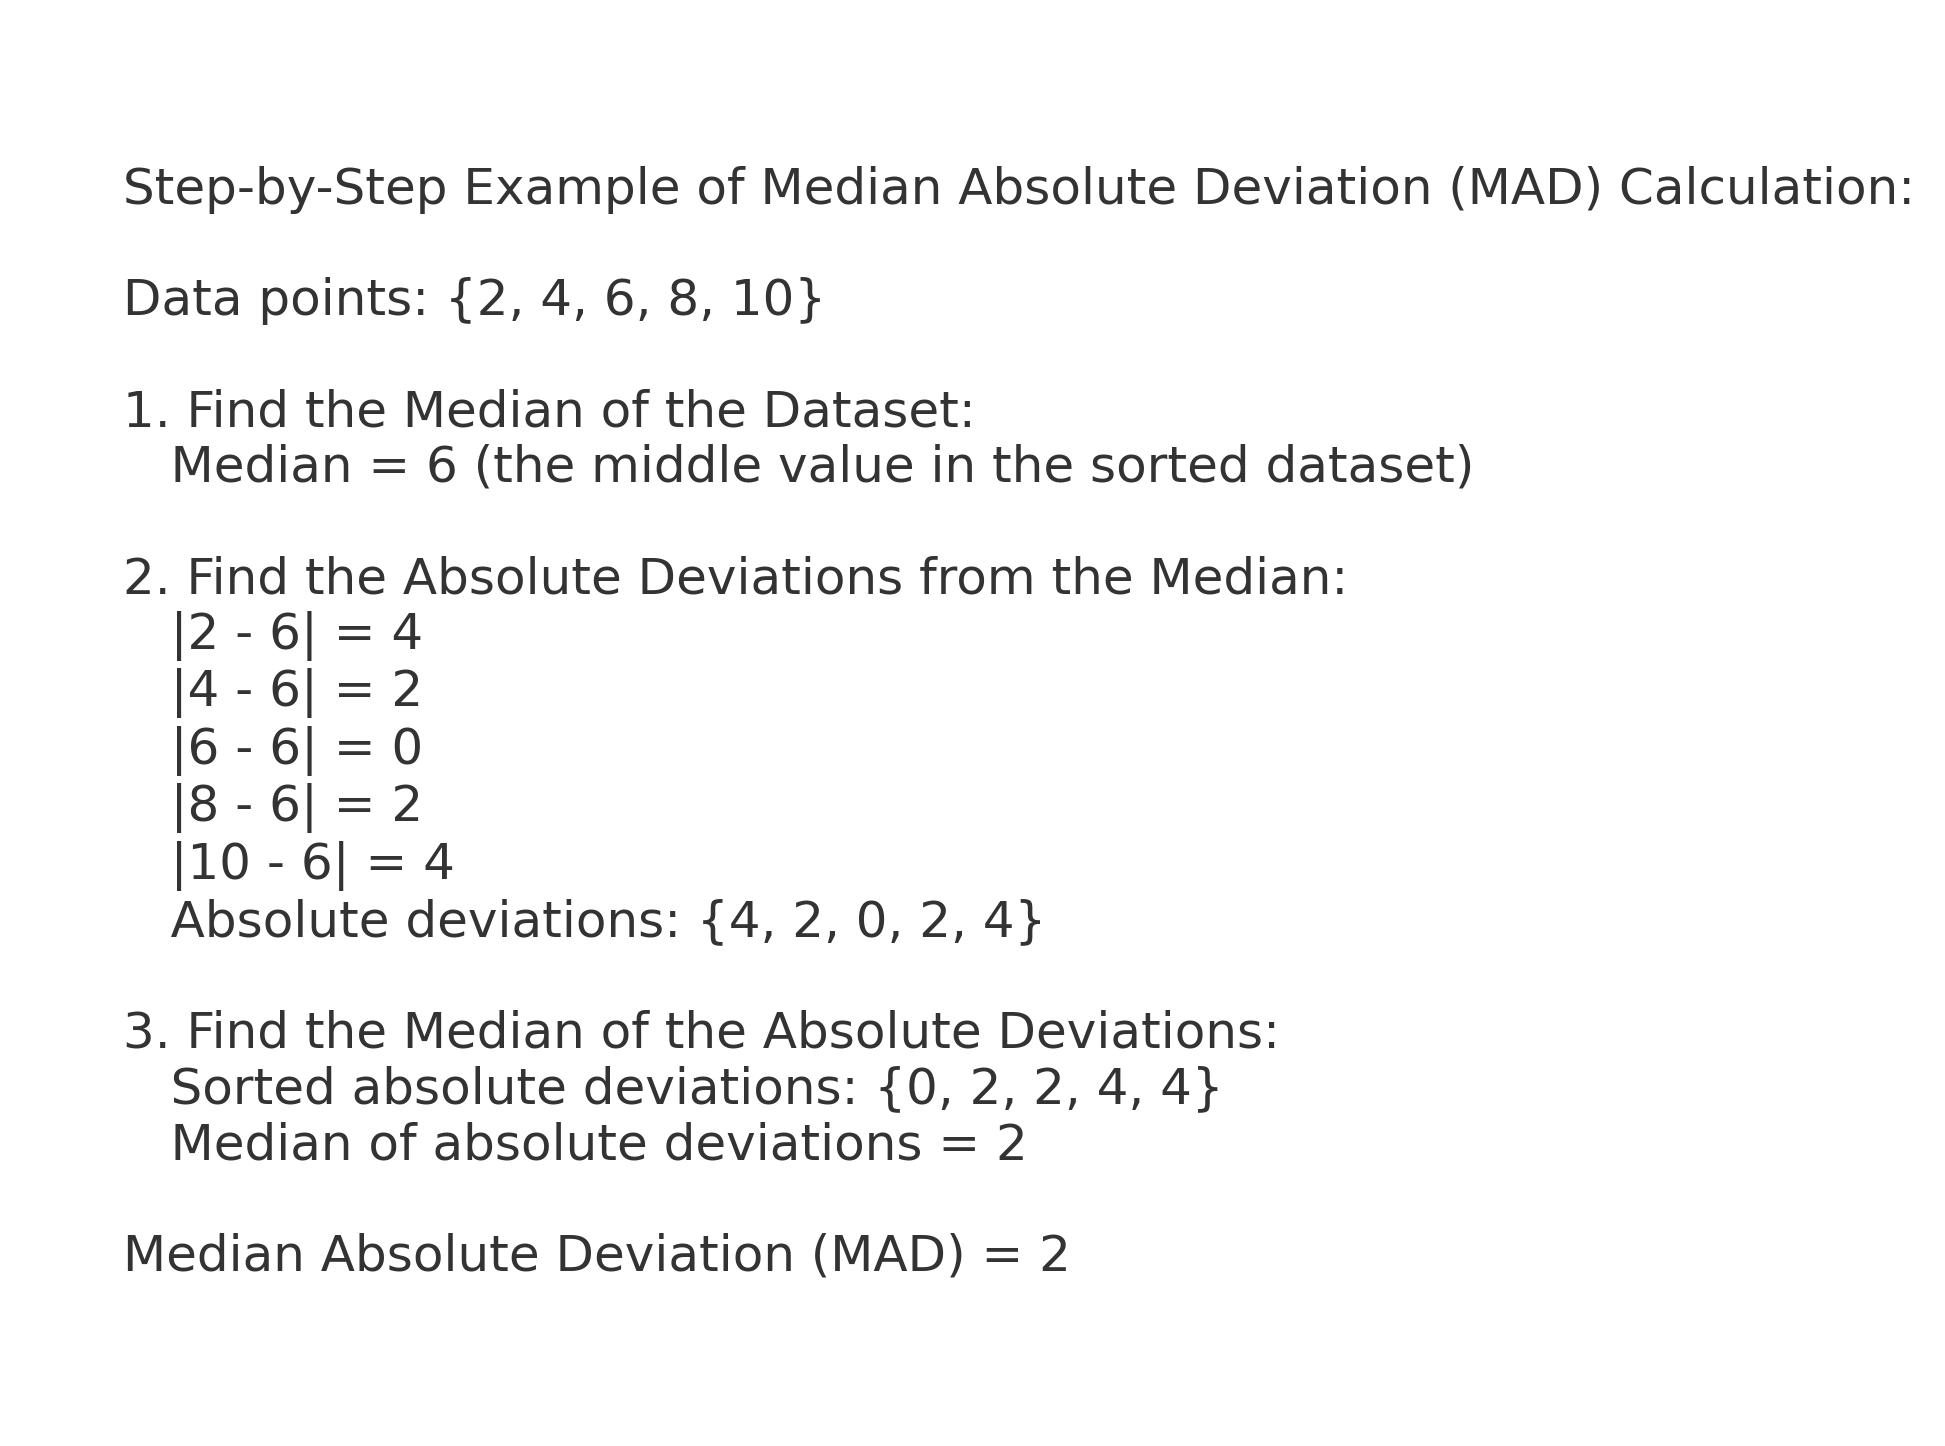 Step-by-Step Example of Median Absolute Deviation (MAD) Calculation:
Data points: {2, 4, 6, 8, 10}
1. Find the Median of the Dataset:
Median = 6 (the middle value in the sorted dataset)
2. Find the Absolute Deviations from the Median:
|2 - 6| = 4
|4 - 6| = 2
|6 - 6| = 0
|8 - 6| = 2
|10 - 6| = 4
Absolute deviations: {4, 2, 0, 2, 4}
3. Find the Median of the Absolute Deviations:
Sorted absolute deviations: {0, 2, 2, 4, 4}
Median of absolute deviations = 2
Median Absolute Deviation (MAD) = 2